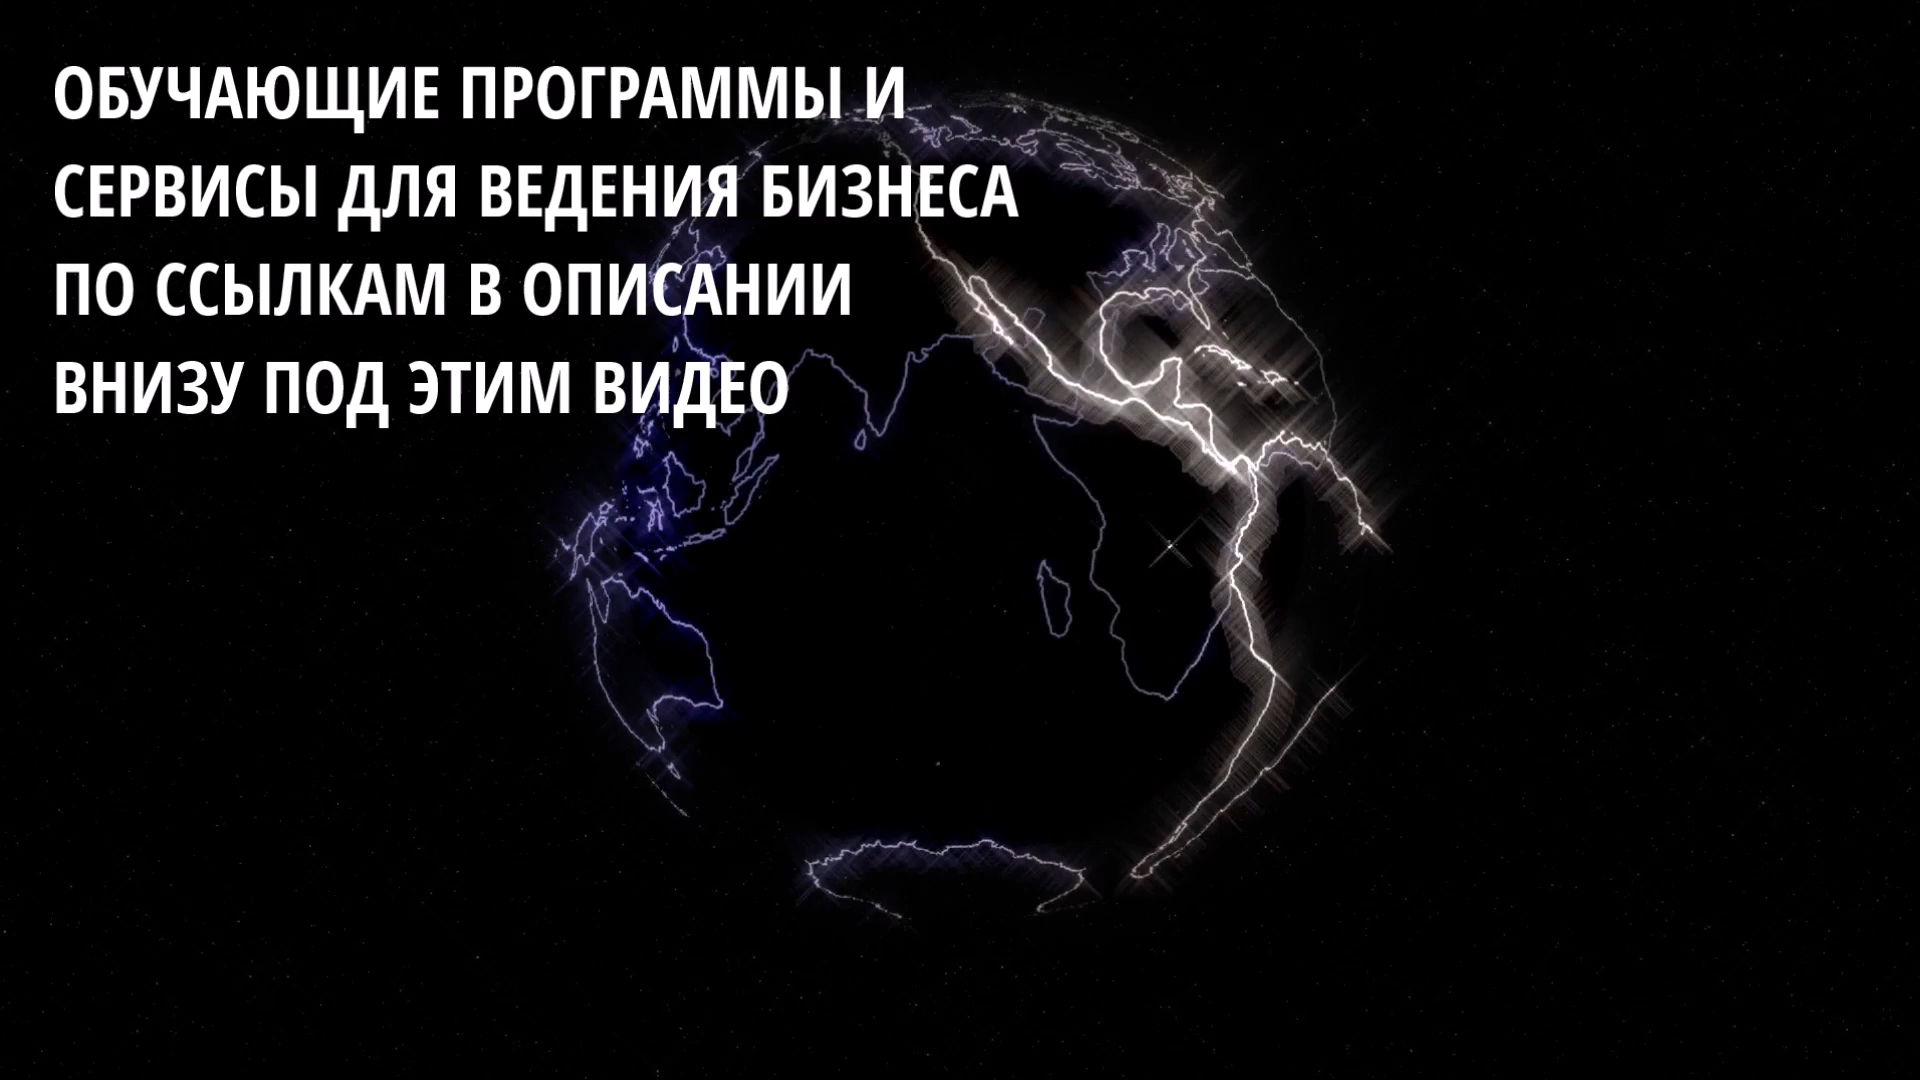 ОБУЧАЮЩИЕ ПРОГРАММЫ И
СЕРВИСЫ ДЛЯ ВЕДЕНИЯ БИЗНЕСА
ПО ССЫЛКАМ В ОПИСАНИИ
ВНИЗУ ПОД ЭТИМ ВИДЕО